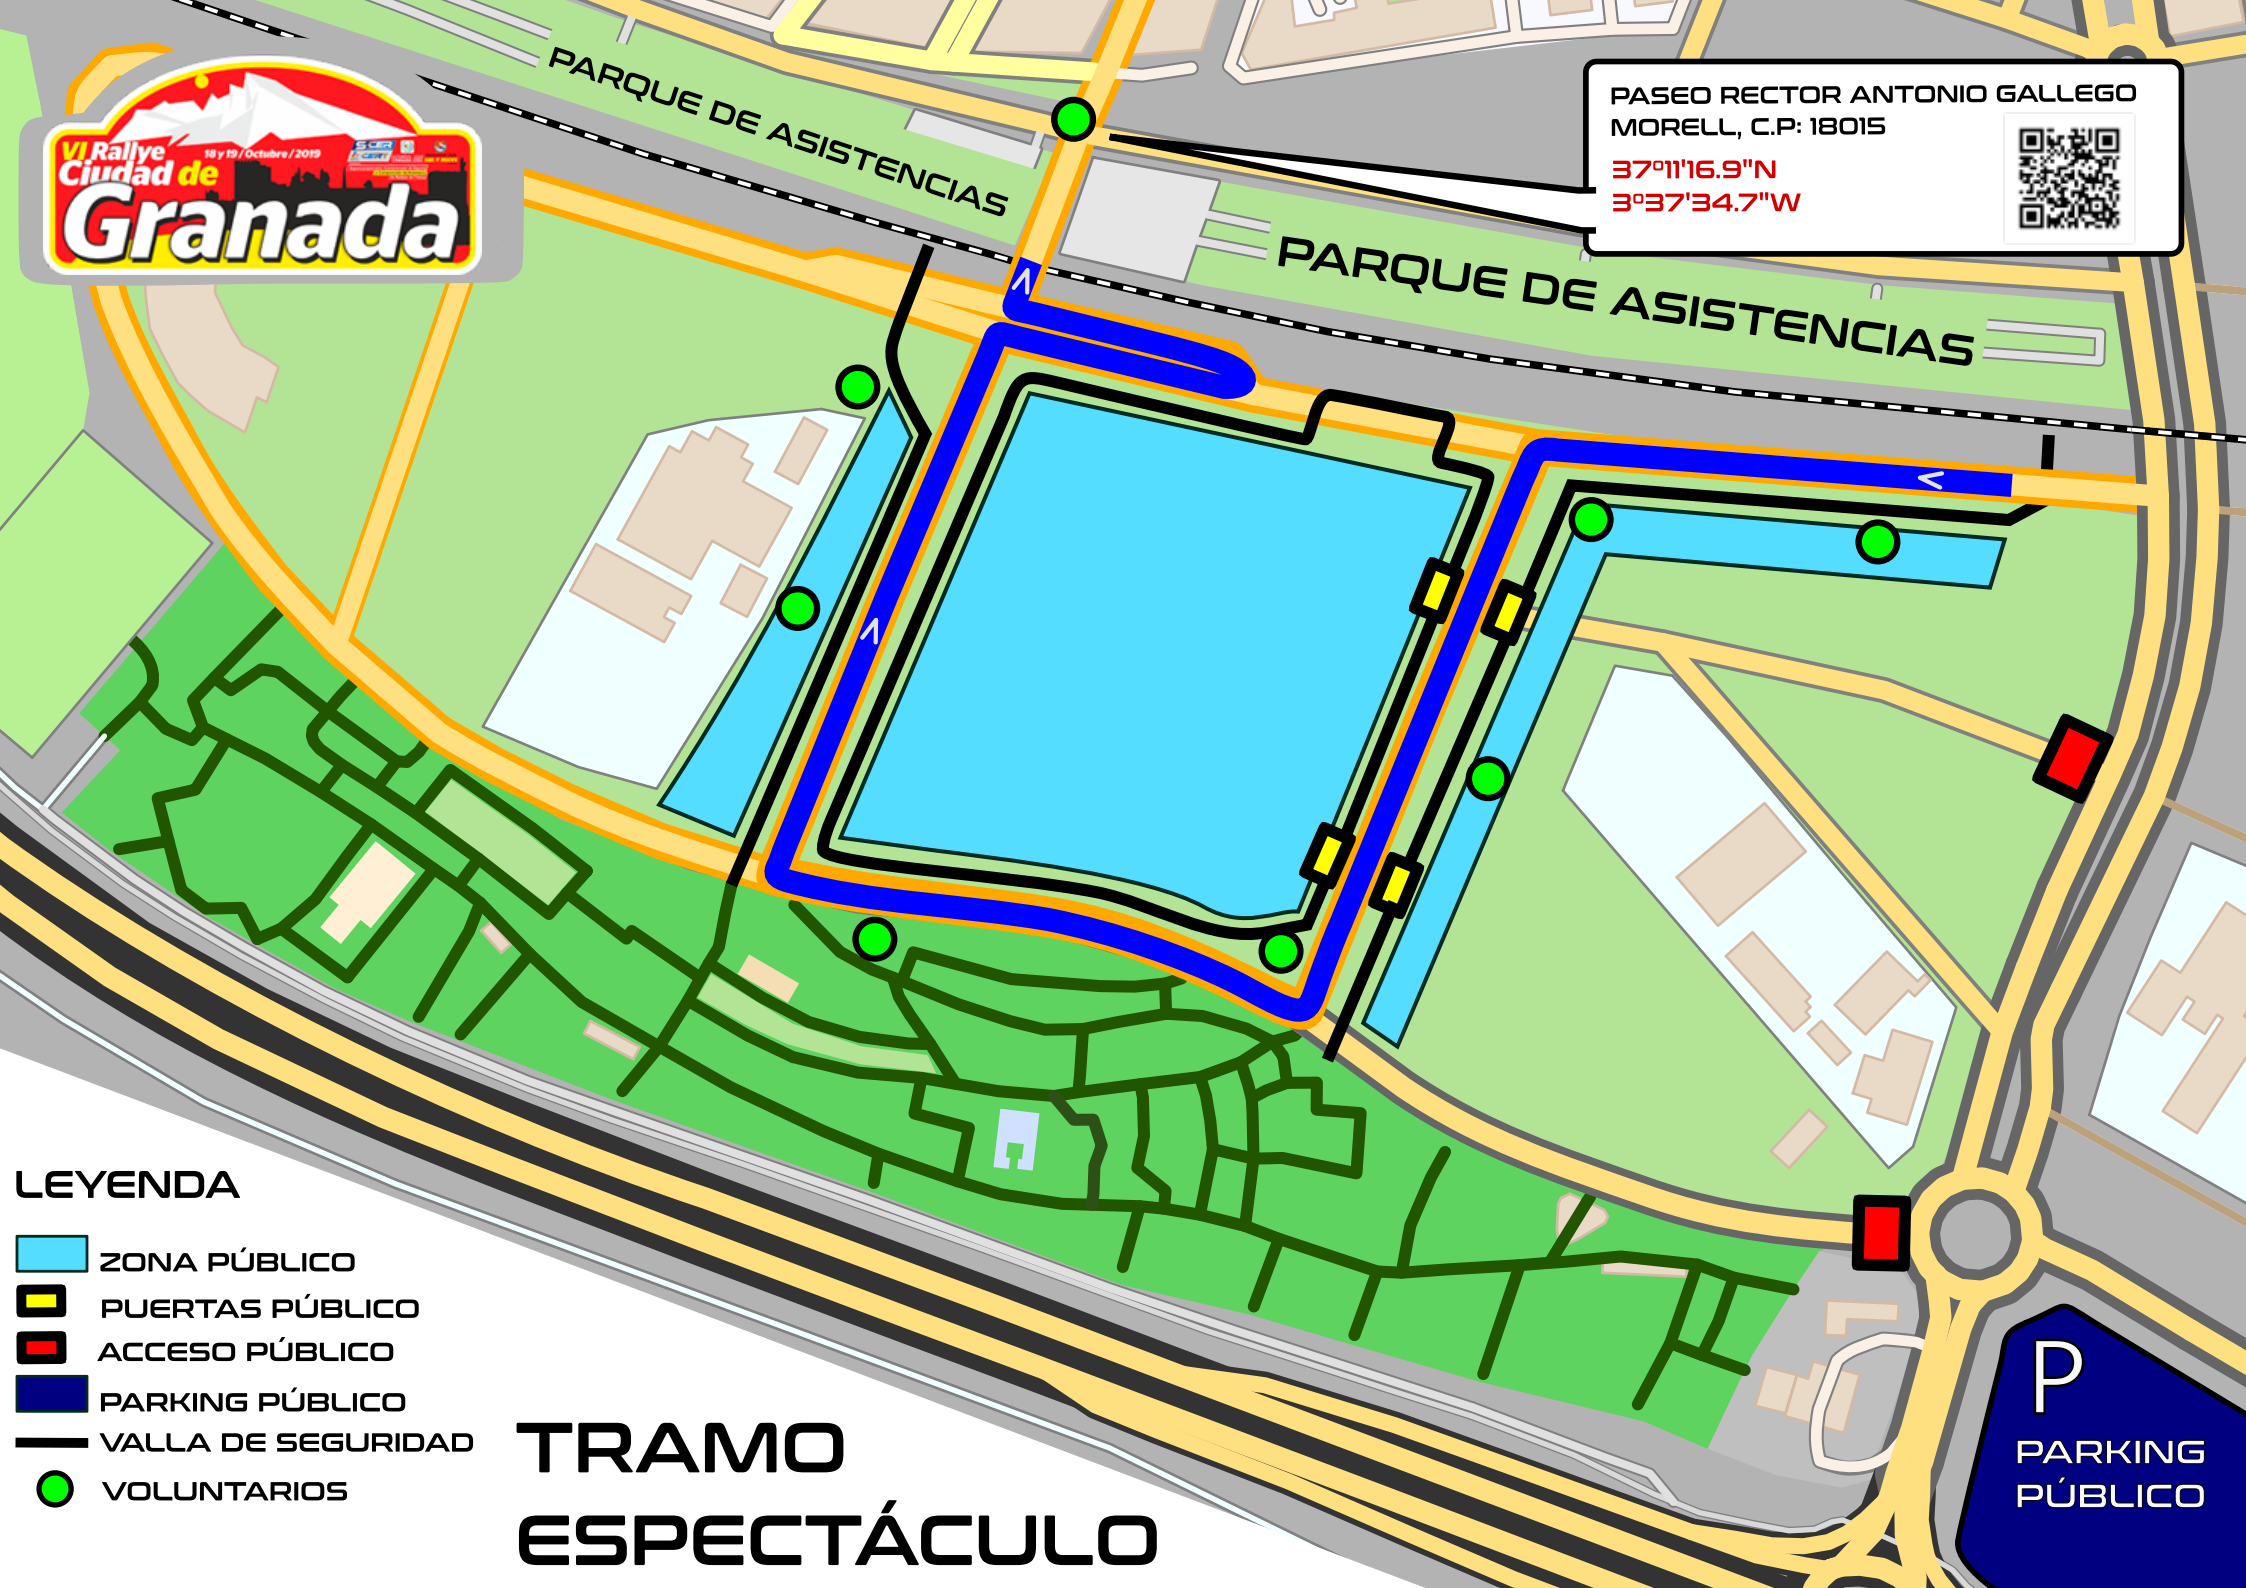 PARQUE DE ASISTENCIAS
PASEO RECTOR ANTONIO GALLEGO
MORELL, C.P: 18015
37º11'16.9"N
3º37'34.7"W
VI Rallye
Ciudad de
Granada
18 y 19 / Octubre / 2019
PARQUE DE ASISTENCIAS
LEYENDA
ZONA PÚBLICO
PUERTAS PÚBLICO
ACCESO PÚBLICO
PARKING PÚBLICO
VALLA DE SEGURIDAD
VOLUNTARIOS
TRAMO
ESPECTÁCULO
P
PARKING
PÚBLICO